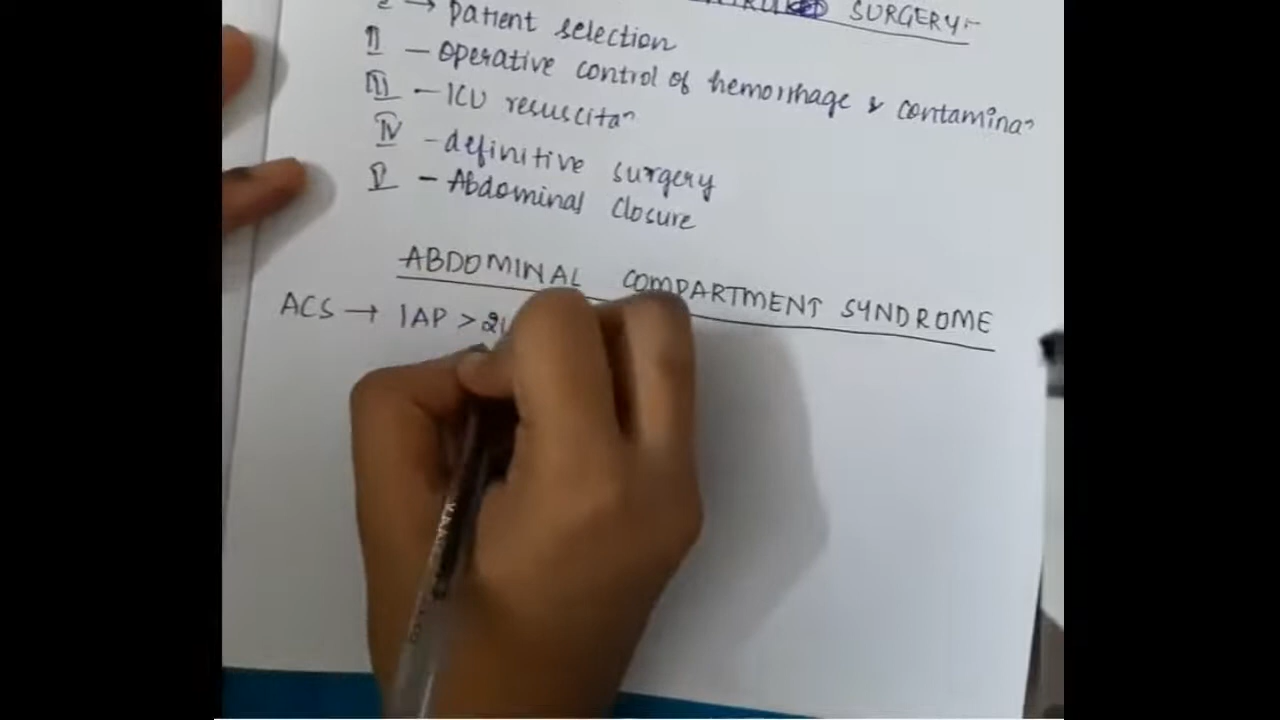 SURGERY:-
I → patient selection
II - Operative control of hemorrhage & contamina?
III - ICU resuscita?
IV - definitive surgery
V - Abdominal closure
ABDOMINAL COMPARTMENT SYNDROME
ACS → IAP >